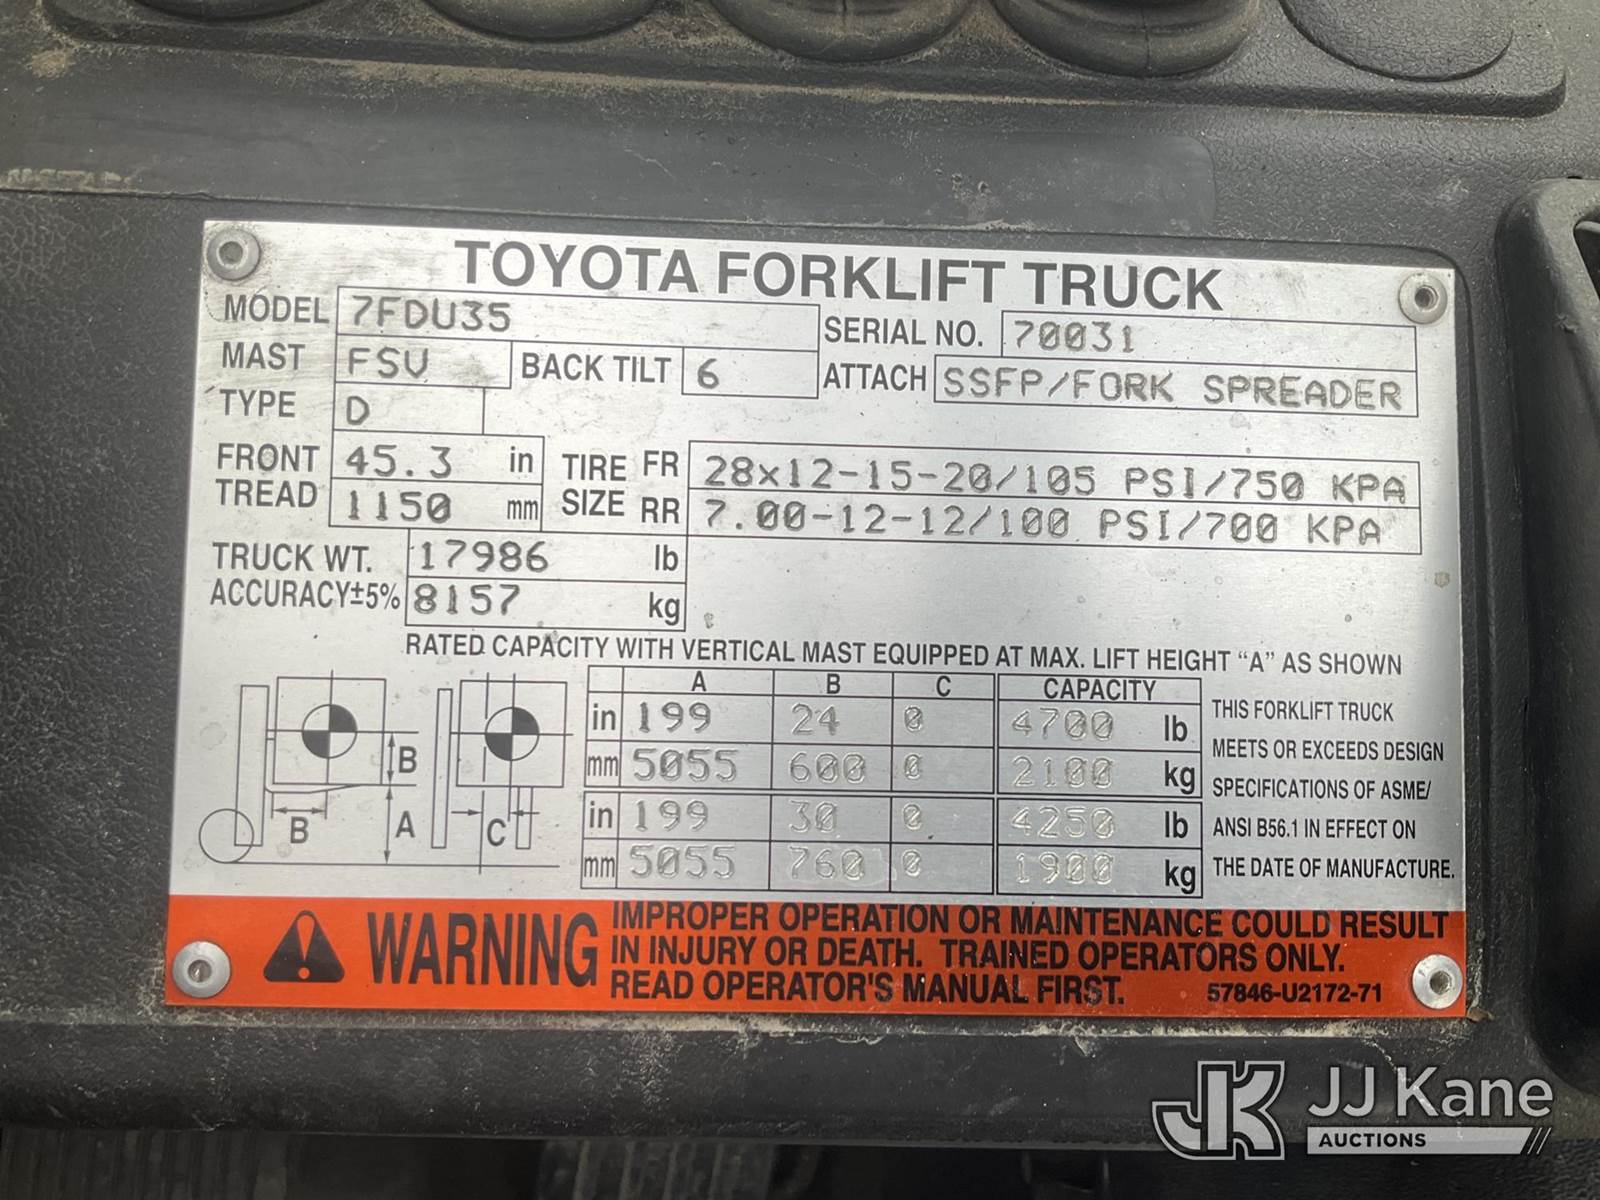 TOYOTA FORKLIFT TRUCK
MODEL 7FDU35 SERIAL NO. 70031
MAST FSV BACK TILT 6 ATTACH SSFP/FORK SPREADER
TYPE D
FRONT TREAD 45.3 in TIRE SIZE FR 28x12-15-20/105 PSI/750 KPA
1150 mm RR 7.00-12-12/100 PSI/700 KPA
TRUCK WT. 17986 lb
ACCURACY±5% 8157 kg
RATED CAPACITY WITH VERTICAL MAST EQUIPPED AT MAX. LIFT HEIGHT "A" AS SHOWN
A B C CAPACITY
in 199 24 0 4700 lb
mm 5055 600 0 2100 kg
in 199 30 0 4250 lb
mm 5055 760 0 1900 kg
B
B A C
THIS FORKLIFT TRUCK
MEETS OR EXCEEDS DESIGN
SPECIFICATIONS OF ASME/
ANSI B56.1 IN EFFECT ON
THE DATE OF MANUFACTURE.
WARNING
IMPROPER OPERATION OR MAINTENANCE COULD RESULT
IN INJURY OR DEATH. TRAINED OPERATORS ONLY.
READ OPERATOR'S MANUAL FIRST. 57846-U2172-71
JK JJ Kane
AUCTIONS